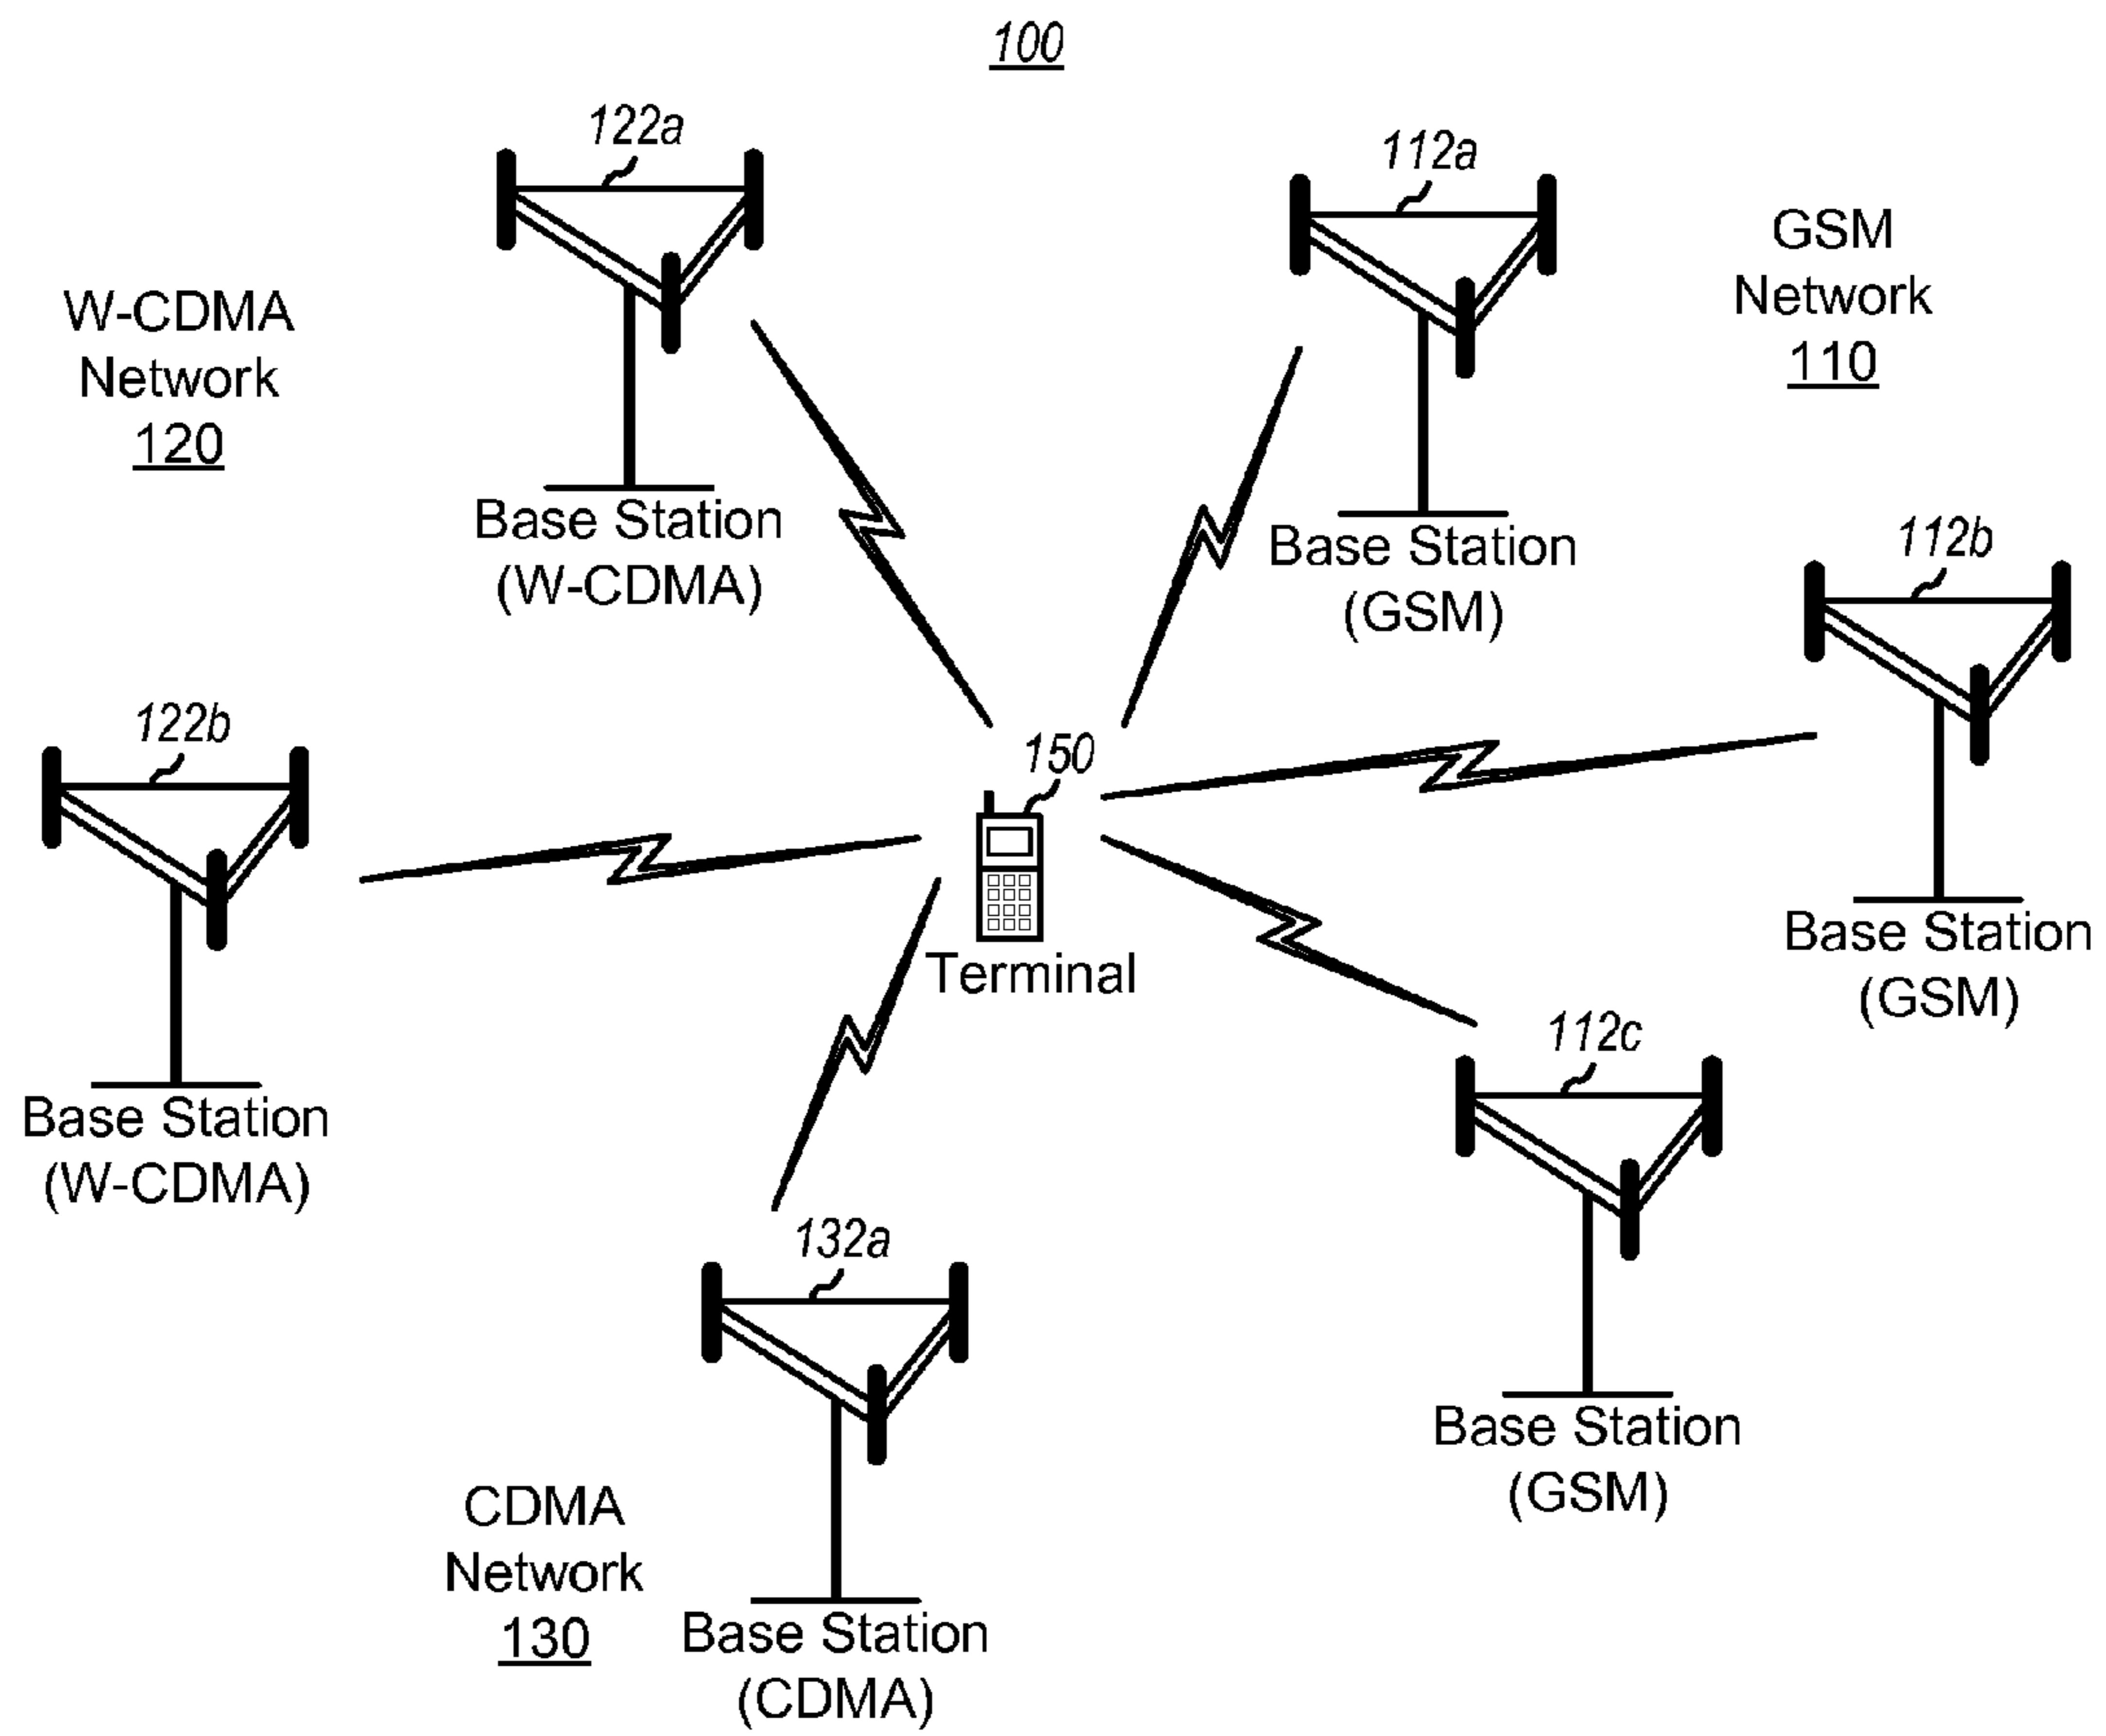 100
122a
112a
GSM
Network
110
W-CDMA
Network
120
Base Station
(W-CDMA)
Base Station
(GSM)
112b
122b
150
Base Station
(GSM)
Terminal
112c
Base Station
(W-CDMA)
132a
Base Station
(GSM)
CDMA
Network
130
Base Station
(CDMA)